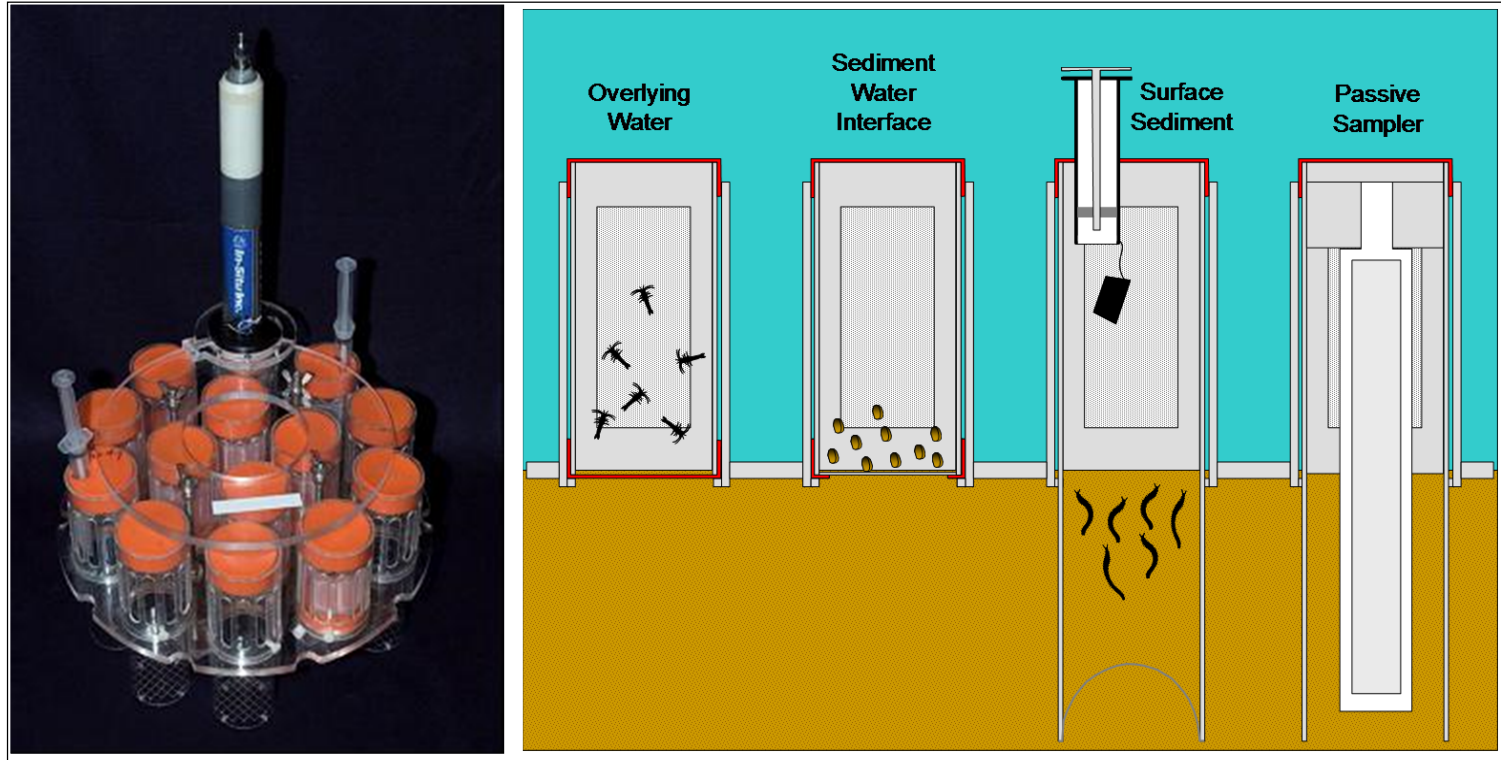 In-Situ Inc.
Overlying
Water
Sediment
Water
Interface
Surface
Sediment
Passive
Sampler